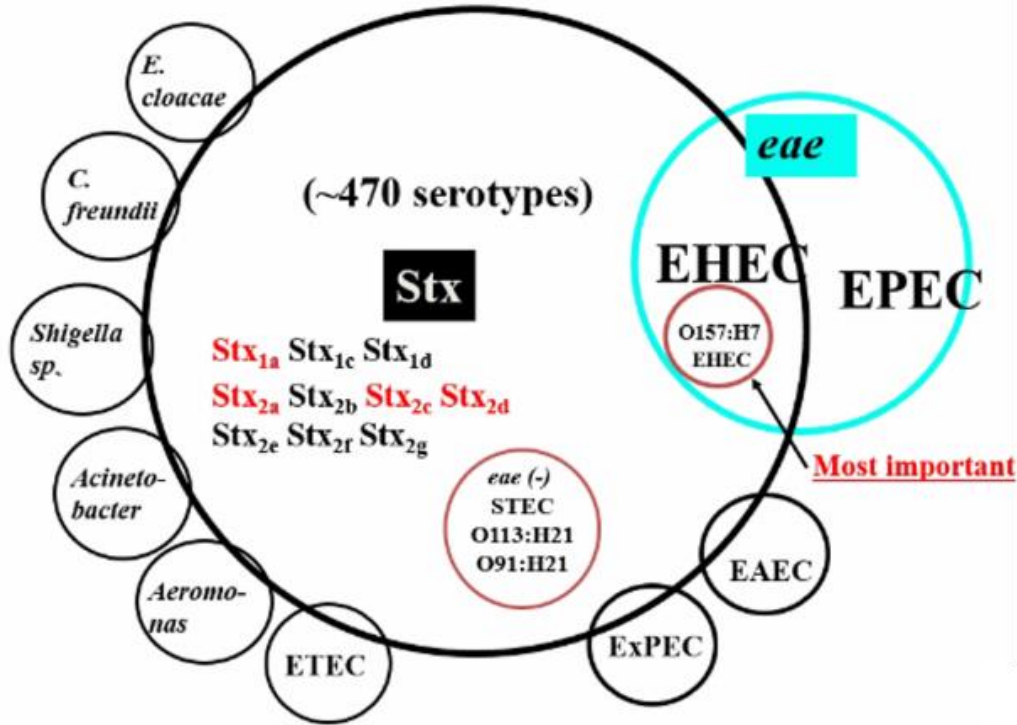 E.
cloacae
C.
freundii
Shigella
sp.
Acineto-
bacter
Aeromo-
nas
ETEC
ExPEC
EAEC
(~470 serotypes)
Stx
Stx1a Stx1c Stx1d
Stx2a Stx2b Stx2c Stx2d
Stx2e Stx2f Stx2g
eae (-)
STEC
O113:H21
O91:H21
eae
EHEC
EPEC
O157:H7
EHEC
Most important